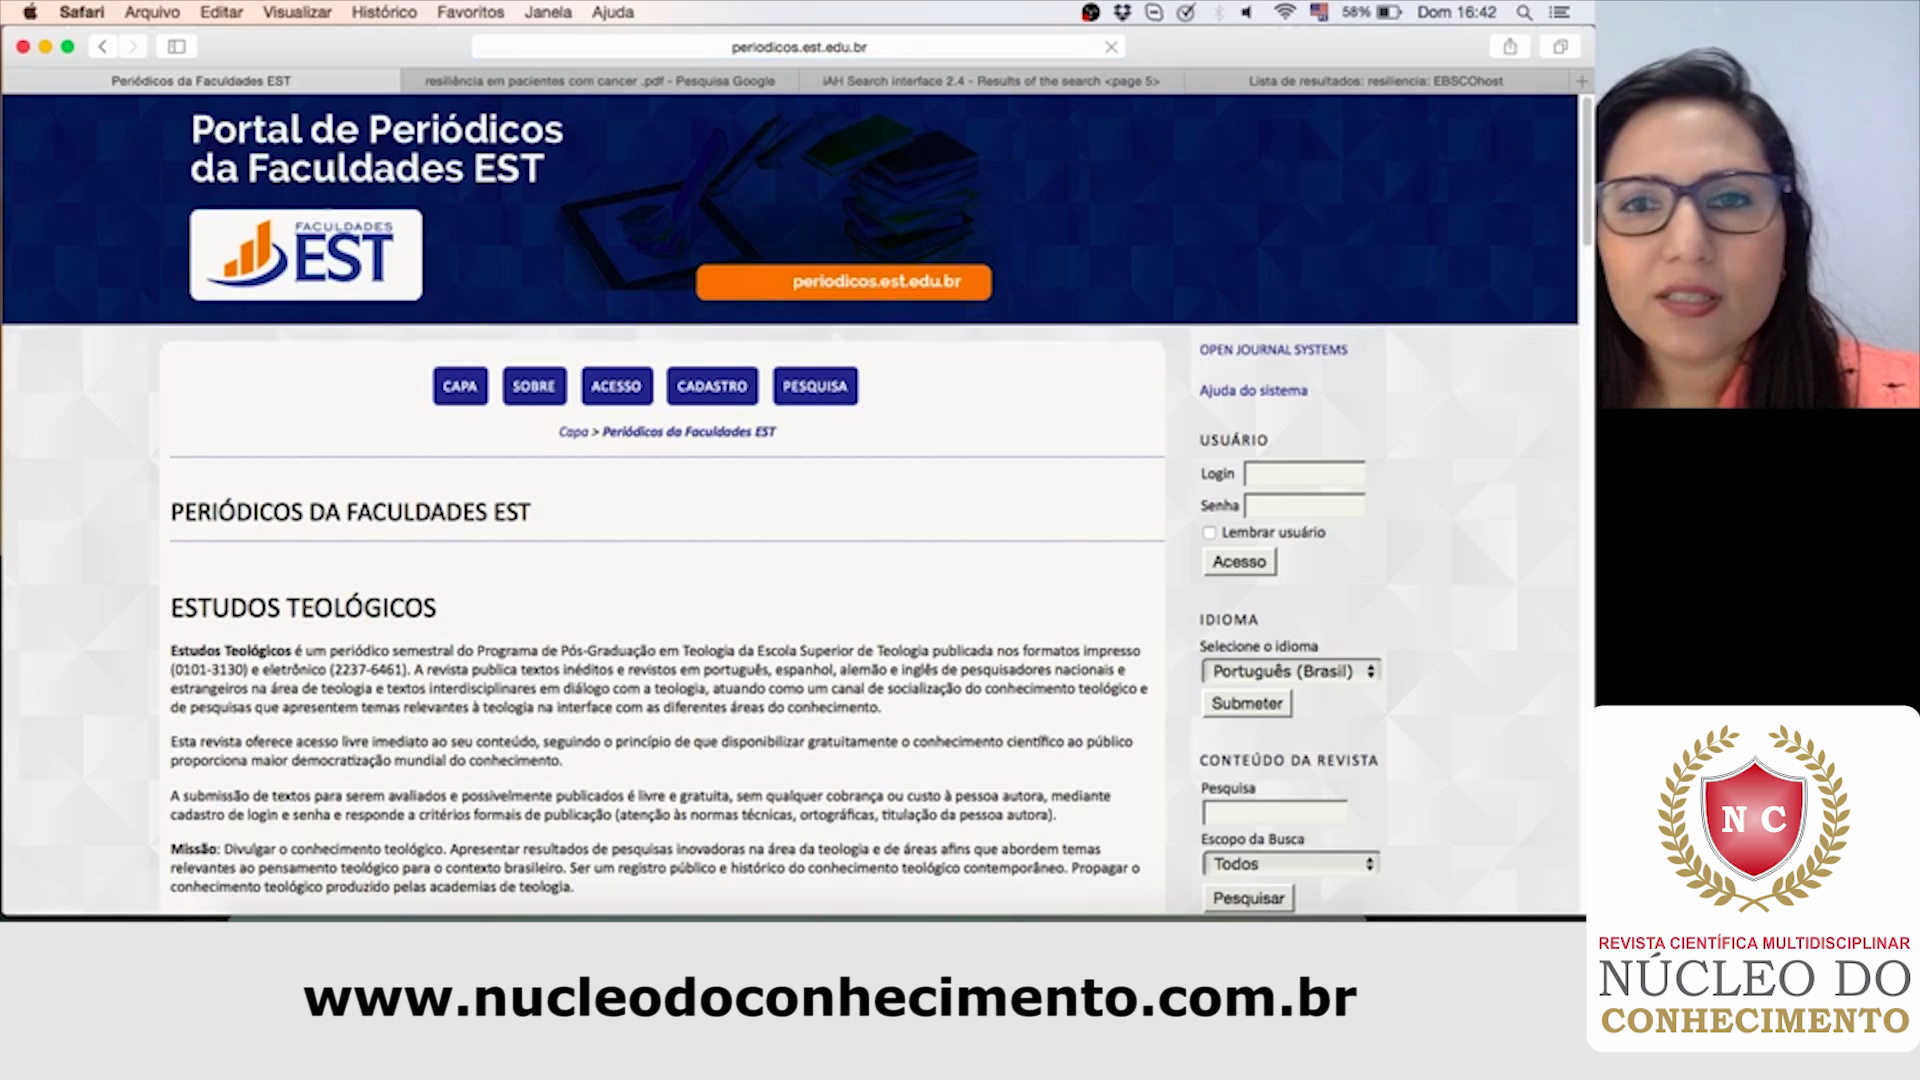 Safari Arquivo Editar Visualizar Histórico Favoritos Janela Ajuda 58% Dom 16:42
periodicos.est.edu.br
Periódicos da Faculdades EST resiliência em pacientes com cancer .pdf - Pesquisa Google iAH Search interface 2.4 - Results of the search <page 5> Lista de resultados: resiliencia: EBSCOhost
Portal de Periódicos
da Faculdades EST
FACULDADES
EST
periodicos.est.edu.br
CAPA SOBRE ACESSO CADASTRO PESQUISA
Capa > Periódicos da Faculdades EST
PERIÓDICOS DA FACULDADES EST
ESTUDOS TEOLÓGICOS
Estudos Teológicos é um periódico semestral do Programa de Pós-Graduação em Teologia da Escola Superior de Teologia publicada nos formatos impresso
(0101-3130) e eletrônico (2237-6461). A revista publica textos inéditos e revistos em português, espanhol, alemão e inglês de pesquisadores nacionais e
estrangeiros na área de teologia e textos interdisciplinares em diálogo com a teologia, atuando como um canal de socialização do conhecimento teológico e
de pesquisas que apresentem temas relevantes à teologia na interface com as diferentes áreas do conhecimento.
Esta revista oferece acesso livre imediato ao seu conteúdo, seguindo o princípio de que disponibilizar gratuitamente o conhecimento científico ao público
proporciona maior democratização mundial do conhecimento.
A submissão de textos para serem avaliados e possivelmente publicados é livre e gratuita, sem qualquer cobrança ou custo à pessoa autora, mediante
cadastro de login e senha e responde a critérios formais de publicação (atenção às normas técnicas, ortográficas, titulação da pessoa autora).
Missão: Divulgar o conhecimento teológico. Apresentar resultados de pesquisas inovadoras na área da teologia e de áreas afins que abordem temas
relevantes ao pensamento teológico para o contexto brasileiro. Ser um registro público e histórico do conhecimento teológico contemporâneo. Propagar o
conhecimento teológico produzido pelas academias de teologia.
OPEN JOURNAL SYSTEMS
Ajuda do sistema
USUÁRIO
Login
Senha
Lembrar usuário
Acesso
IDIOMA
Selecione o idioma
Português (Brasil)
Submeter
CONTEÚDO DA REVISTA
Pesquisa
Escopo da Busca
Todos
Pesquisar
N C
REVISTA CIENTÍFICA MULTIDISCIPLINAR
NÚCLEO DO
CONHECIMENTO
www.nucleodoconhecimento.com.br